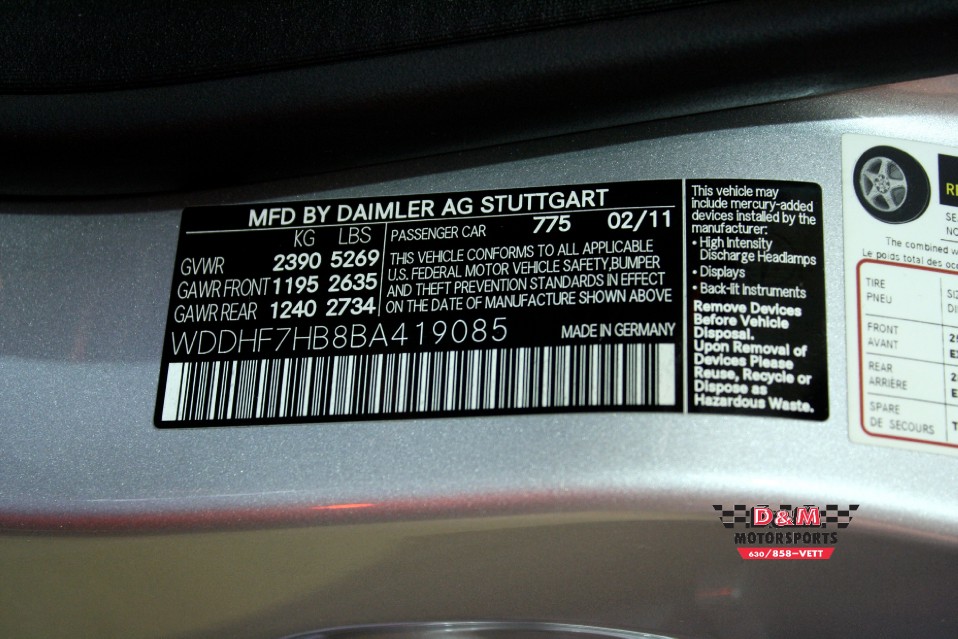 MFD BY DAIMLER AG STUTTGART
KG LBS
GVWR 2390 5269
GAWR FRONT 1195 2635
GAWR REAR 1240 2734
PASSENGER CAR 775 02/11
THIS VEHICLE CONFORMS TO ALL APPLICABLE
U.S. FEDERAL MOTOR VEHICLE SAFETY,BUMPER
AND THEFT PREVENTION STANDARDS IN EFFECT
ON THE DATE OF MANUFACTURE SHOWN ABOVE
WDDHF7HB8BA419085 MADE IN GERMANY
This vehicle may
include mercury-added
devices installed by the
manufacturer:
• High Intensity
Discharge Headlamps
• Displays
• Back-lit Instruments
Remove Devices
Before Vehicle
Disposal.
Upon Removal of
Devices Please
Reuse, Recycle or
Dispose as
Hazardous Waste.
The combined
Le poids total des
TIRE
PNEU
FRONT
AVANT
REAR
ARRIÈRE
SPARE
DE SECOURS
D&M
MOTORSPORTS
630/858-VETT